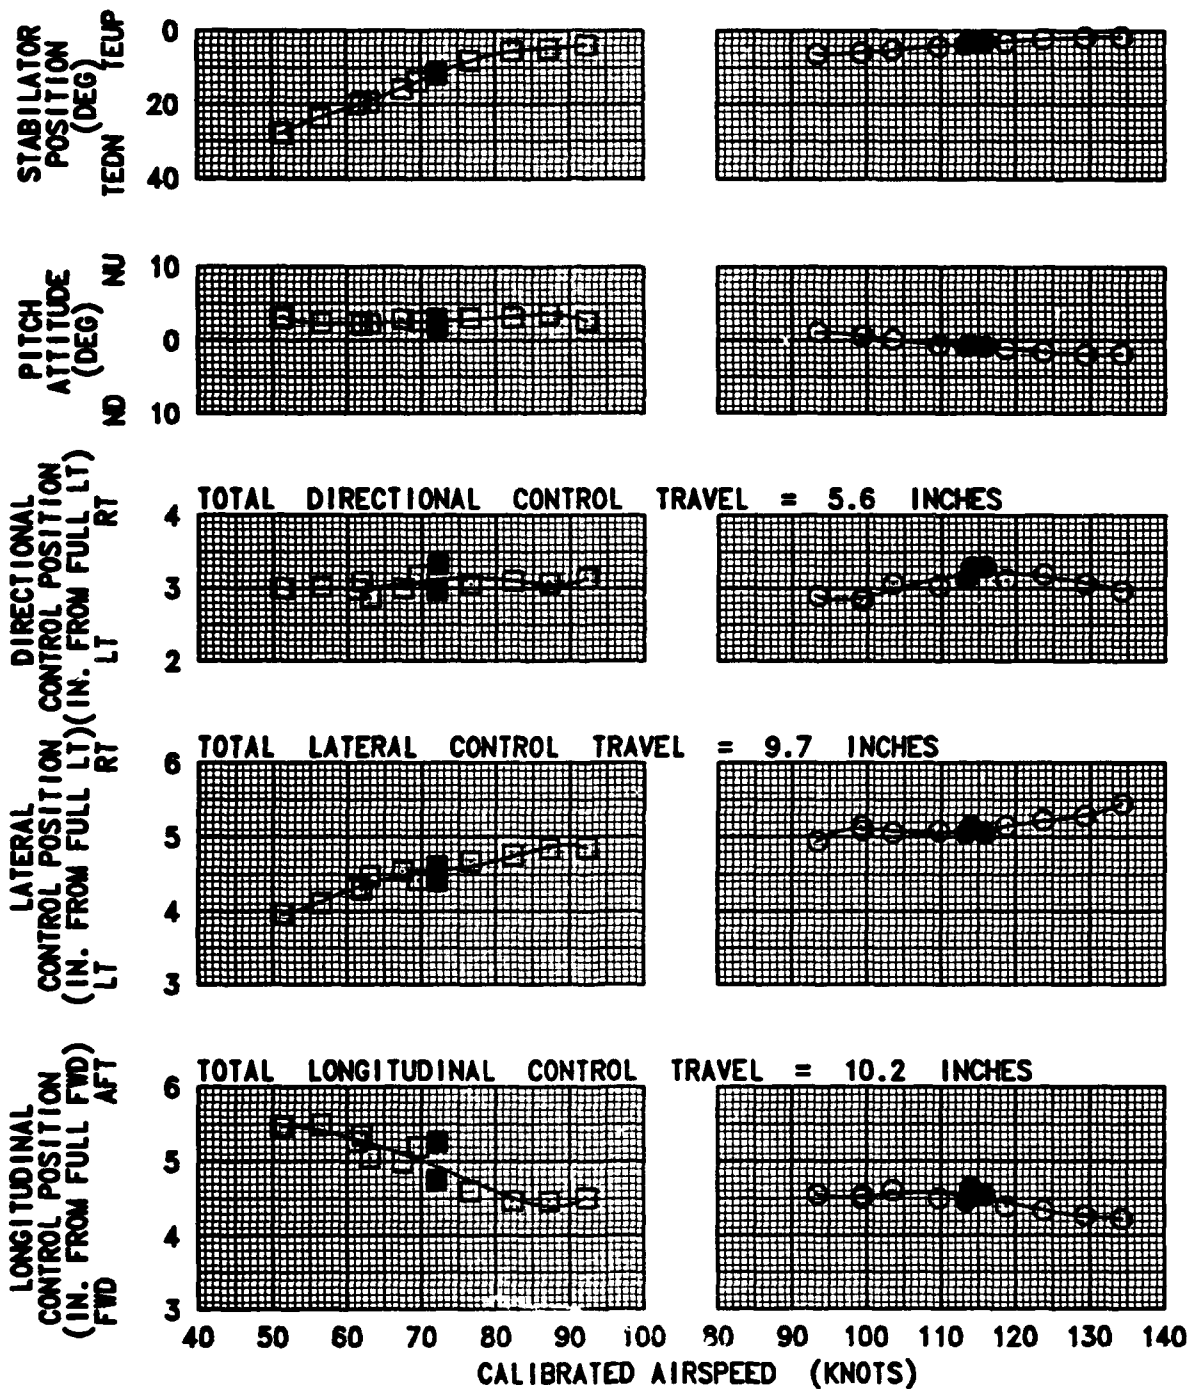 STABILATOR
POSITION
(DEG)
TEDN TEUP
0
20
40
PITCH
ATTITUDE
(DEG)
ND NU
10
0
10
DIRECTIONAL
CONTROL POSITION
(IN. FROM FULL LT)
LT RT
TOTAL DIRECTIONAL CONTROL TRAVEL = 5.6 INCHES
4
3
2
LATERAL
CONTROL POSITION
(IN. FROM FULL LT)
LT RT
TOTAL LATERAL CONTROL TRAVEL = 9.7 INCHES
6
5
4
3
LONGITUDINAL
CONTROL POSITION
(IN. FROM FULL FWD)
FWD AFT
TOTAL LONGITUDINAL CONTROL TRAVEL = 10.2 INCHES
6
5
4
3
40 50 60 70 80 90 100 80 90 100 110 120 130 140
CALIBRATED AIRSPEED (KNOTS)